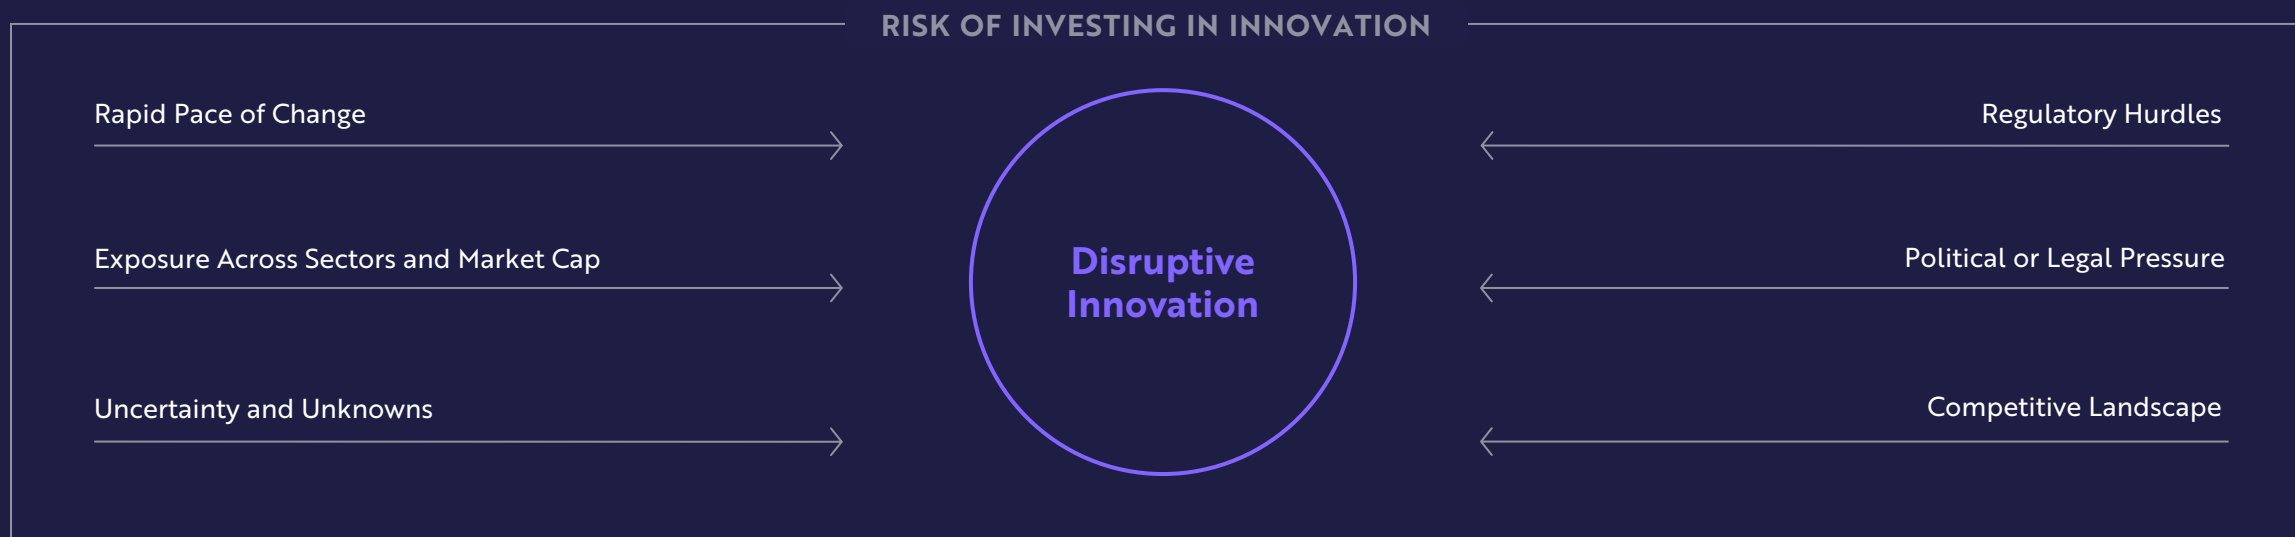 RISK OF INVESTING IN INNOVATION
Rapid Pace of Change
Exposure Across Sectors and Market Cap
Uncertainty and Unknowns
Disruptive
Innovation
Regulatory Hurdles
Political or Legal Pressure
Competitive Landscape